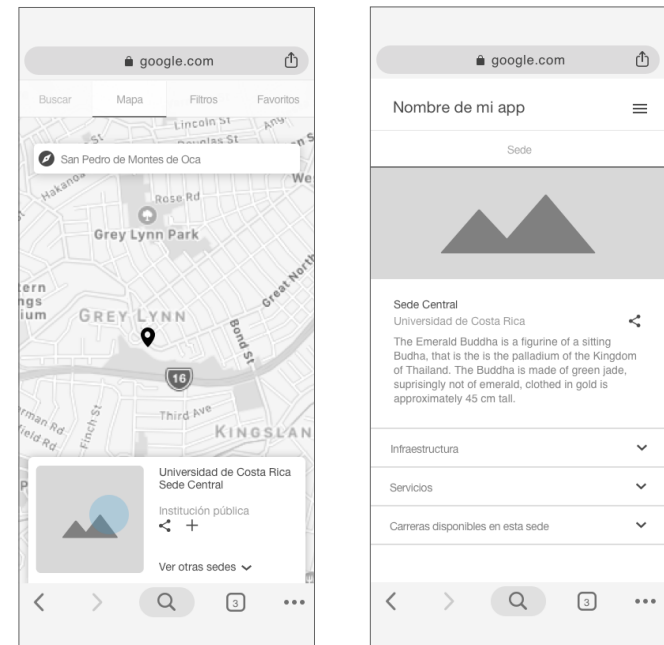 google.com
Buscar
Mapa
Filtros
Favoritos
Lincoln St
St
San Pedro de Montes de Oca
Hakanoa
Rose Rd
Grey Lynn Park
Great North
GREY LYNN
Bond St
16
Third Ave
Finch St
KINGSLAN
Universidad de Costa Rica
Sede Central
Institución pública
Ver otras sedes
3
google.com
Nombre de mi app
Sede
Sede Central
Universidad de Costa Rica
The Emerald Buddha is a figurine of a sitting
Budha, that is the is the palladium of the Kingdom
of Thailand. The Buddha is made of green jade,
suprisingly not of emerald, clothed in gold is
approximately 45 cm tall.
Infraestructura
Servicios
Carreras disponibles en esta sede
3